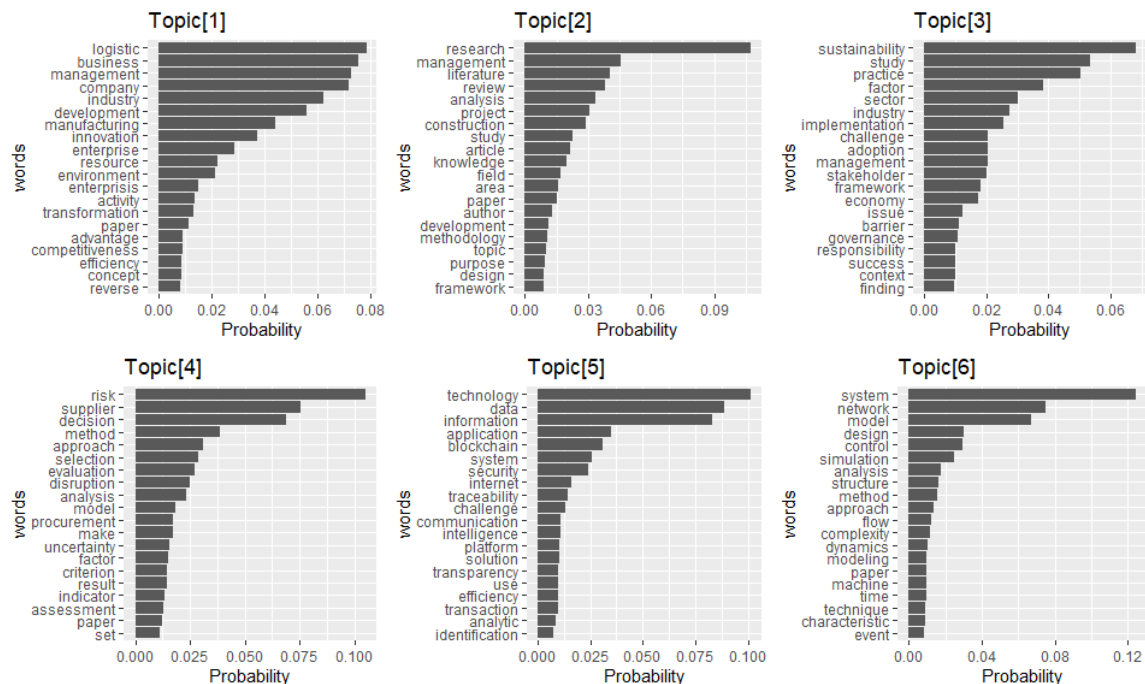 Topic[1]
logistic
business
management
company
industry
development
manufacturing
innovation
enterprise
resource
environment
enterprisis
activity
transformation
paper
advantage
competitiveness
efficiency
concept
reverse
words
0.00 0.02 0.04 0.06 0.08
Probability
Topic[2]
research
management
literature
review
analysis
project
construction
study
article
knowledge
field
area
paper
author
development
methodology
topic
purpose
design
framework
words
0.00 0.03 0.06 0.09
Probability
Topic[3]
sustainability
study
practice
factor
sector
industry
implementation
challenge
adoption
management
stakeholder
framework
economy
issue
barrier
governance
responsibility
success
context
finding
words
0.00 0.02 0.04 0.06
Probability
Topic[4]
risk
supplier
decision
method
approach
selection
evaluation
disruption
analysis
model
procurement
make
uncertainty
factor
criterion
result
indicator
assessment
paper
set
words
0.000 0.025 0.050 0.075 0.100
Probability
Topic[5]
technology
data
information
application
blockchain
system
security
internet
traceability
challenge
communication
intelligence
platform
solution
transparency
use
efficiency
transaction
analytic
identification
words
0.000 0.025 0.050 0.075 0.100
Probability
Topic[6]
system
network
model
design
control
simulation
analysis
structure
method
approach
flow
complexity
dynamics
modeling
paper
machine
time
technique
characteristic
event
words
0.00 0.04 0.08 0.12
Probability